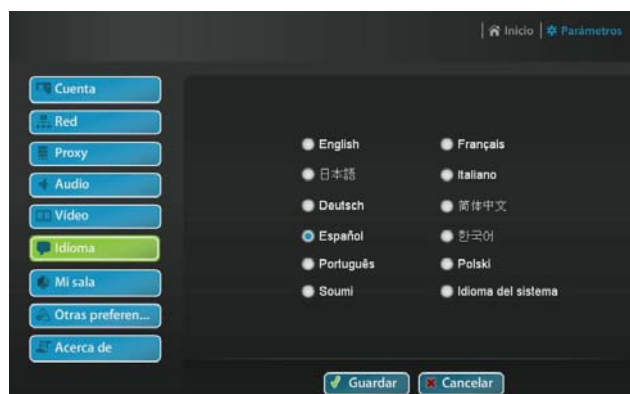 Inicio Parámetros
Cuenta
Red
Proxy
Audio
Vídeo
Idioma
Mi sala
Otras preferen...
Acerca de
English Français
日本語 Italiano
Deutsch 简体中文
Español 한국어
Português Polski
Soumi Idioma del sistema
Guardar Cancelar